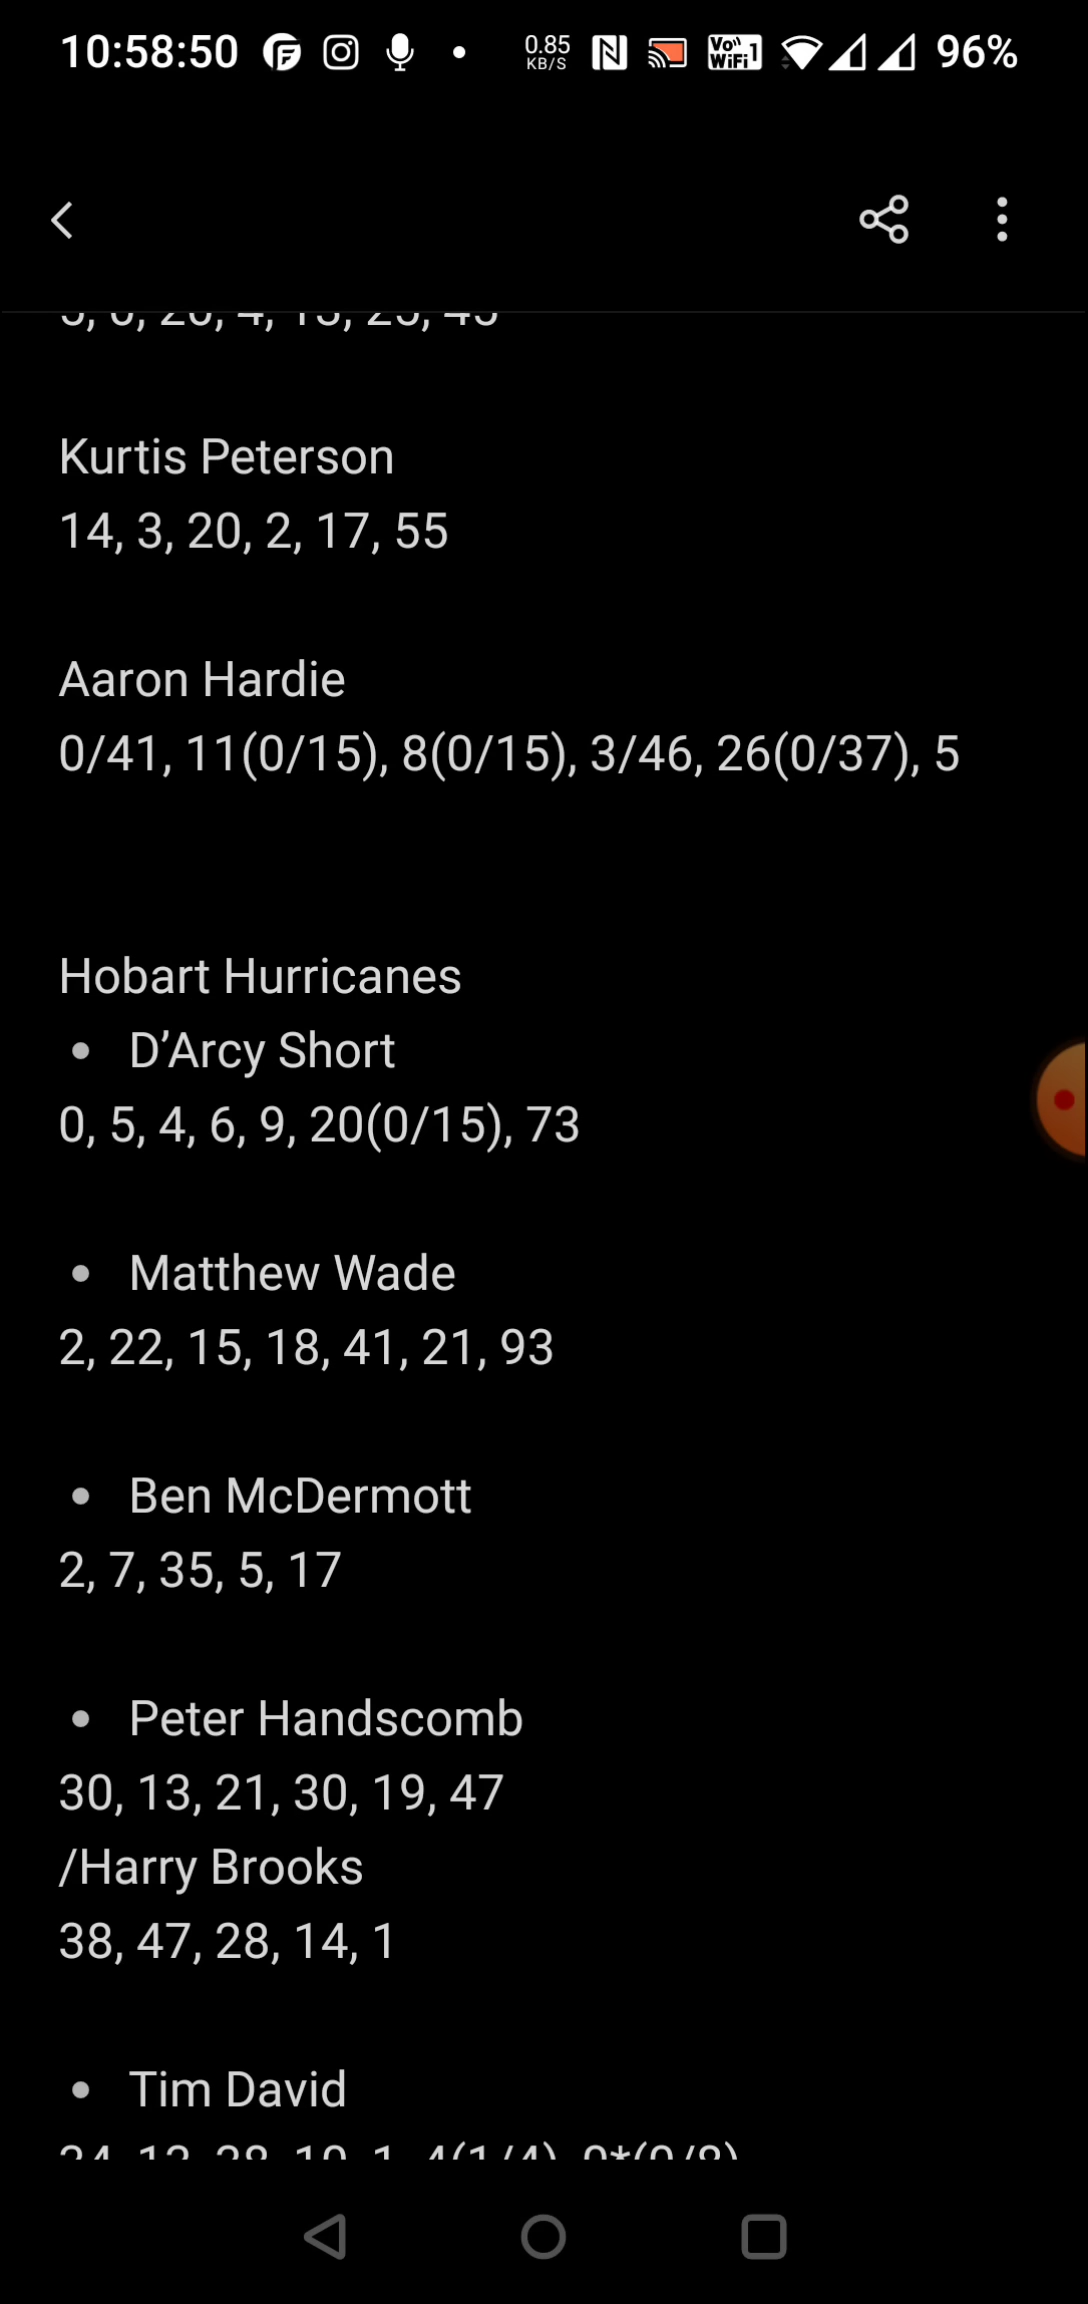 10:58:50 0.85 KB/S Vo)) WiFi 1 96%
Kurtis Peterson
14, 3, 20, 2, 17, 55
Aaron Hardie
0/41, 11(0/15), 8(0/15), 3/46, 26(0/37), 5
Hobart Hurricanes
• D’Arcy Short
0, 5, 4, 6, 9, 20(0/15), 73
• Matthew Wade
2, 22, 15, 18, 41, 21, 93
• Ben McDermott
2, 7, 35, 5, 17
• Peter Handscomb
30, 13, 21, 30, 19, 47
/Harry Brooks
38, 47, 28, 14, 1
• Tim David